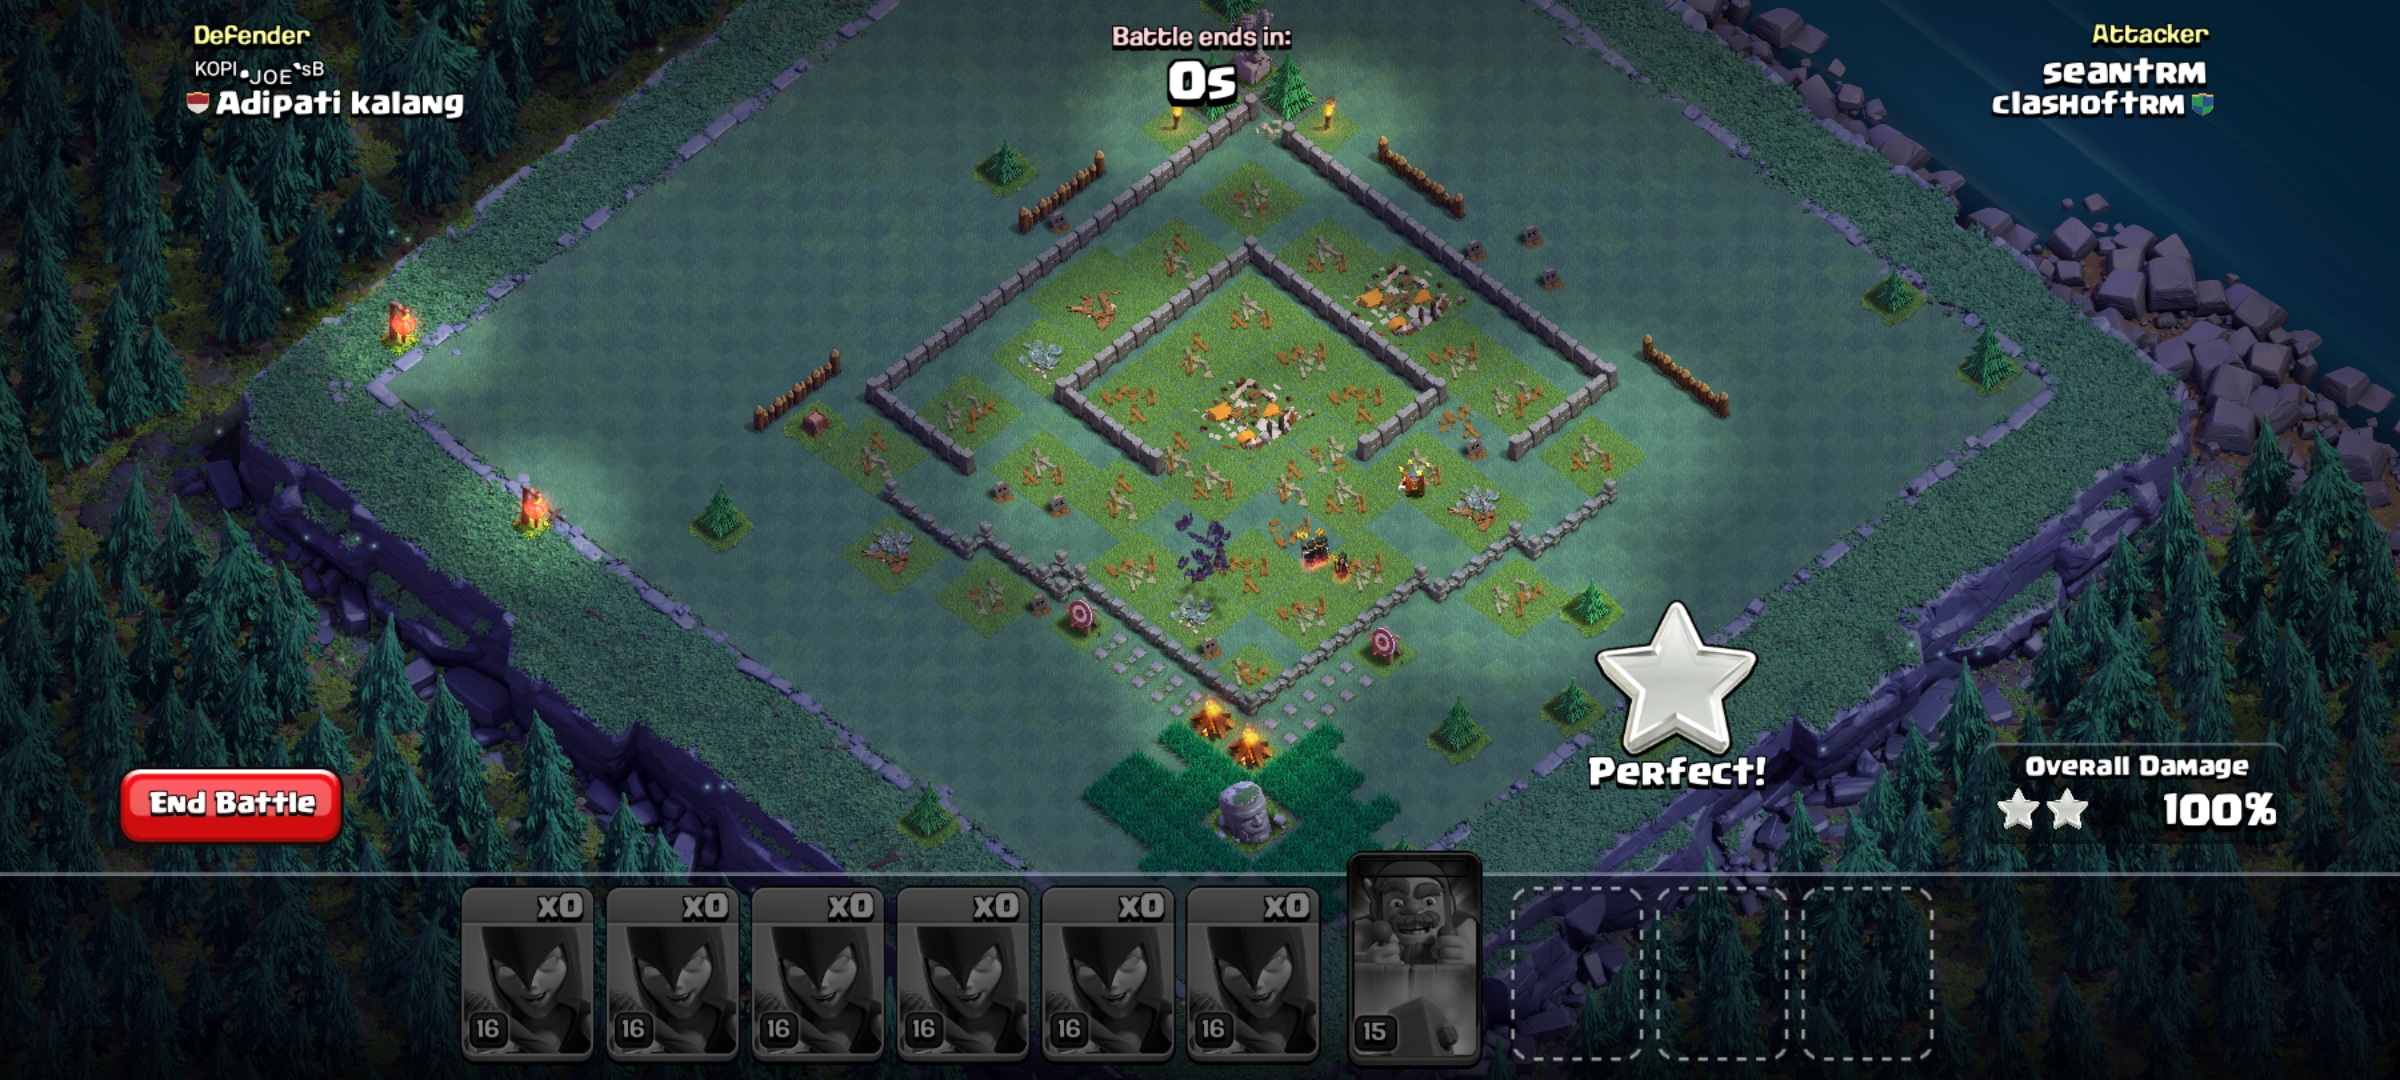 Defender
KOPI•JOE`sB
Adipati kalang
Battle ends in:
0s
Attacker
seantRM
clashoftRM
Perfect!
Overall Damage
100%
End Battle
x0 x0 x0 x0 x0 x0
16 16 16 16 16 16 15